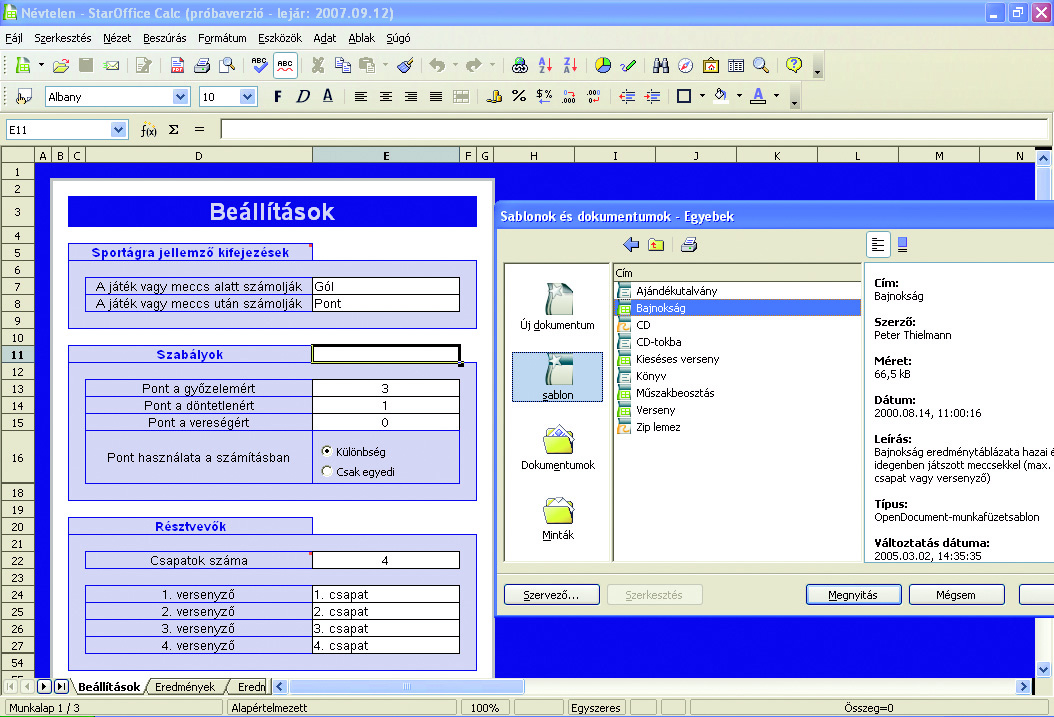 Névtelen - StarOffice Calc (próbaverzió - lejár: 2007.09.12)
Fájl Szerkesztés Nézet Beszúrás Formátum Eszközök Adat Ablak Súgó
ABC ABC
Albany 10 F D A
E11 f(x) Σ =
A B C D E F G H I J K L M N
1
2
3 Beállítások
4
5 Sportágra jellemző kifejezések
6
7 A játék vagy meccs alatt számolják Gól
8 A játék vagy meccs után számolják Pont
9
10
11 Szabályok
12
13 Pont a győzelemért 3
14 Pont a döntetlenért 1
15 Pont a vereségért 0
16 Pont használata a számításban
Különbség
Csak egyedi
18
19
20 Résztvevők
21
22 Csapatok száma 4
23
24 1. versenyző 1. csapat
25 2. versenyző 2. csapat
26 3. versenyző 3. csapat
27 4. versenyző 4. csapat
54
Sablonok és dokumentumok - Egyebek
Új dokumentum
sablon
Dokumentumok
Minták
Cím
Ajándékutalvány
Bajnokság
CD
CD-tokba
Kieséses verseny
Könyv
Műszakbeosztás
Verseny
Zip lemez
Cím:
Bajnokság
Szerző:
Peter Thielmann
Méret:
66,5 kB
Dátum:
2000.08.14, 11:00:16
Leírás:
Bajnokság eredménytáblázata hazai é
idegenben játszott meccsekkel (max.
csapat vagy versenyző)
Típus:
OpenDocument-munkafüzetsablon
Változtatás dátuma:
2005.03.02, 14:35:35
Szervező... Szerkesztés Megnyitás Mégsem
Beállítások Eredmények Eredn
Munkalap 1 / 3 Alapértelmezett 100% Egyszeres Összeg=0